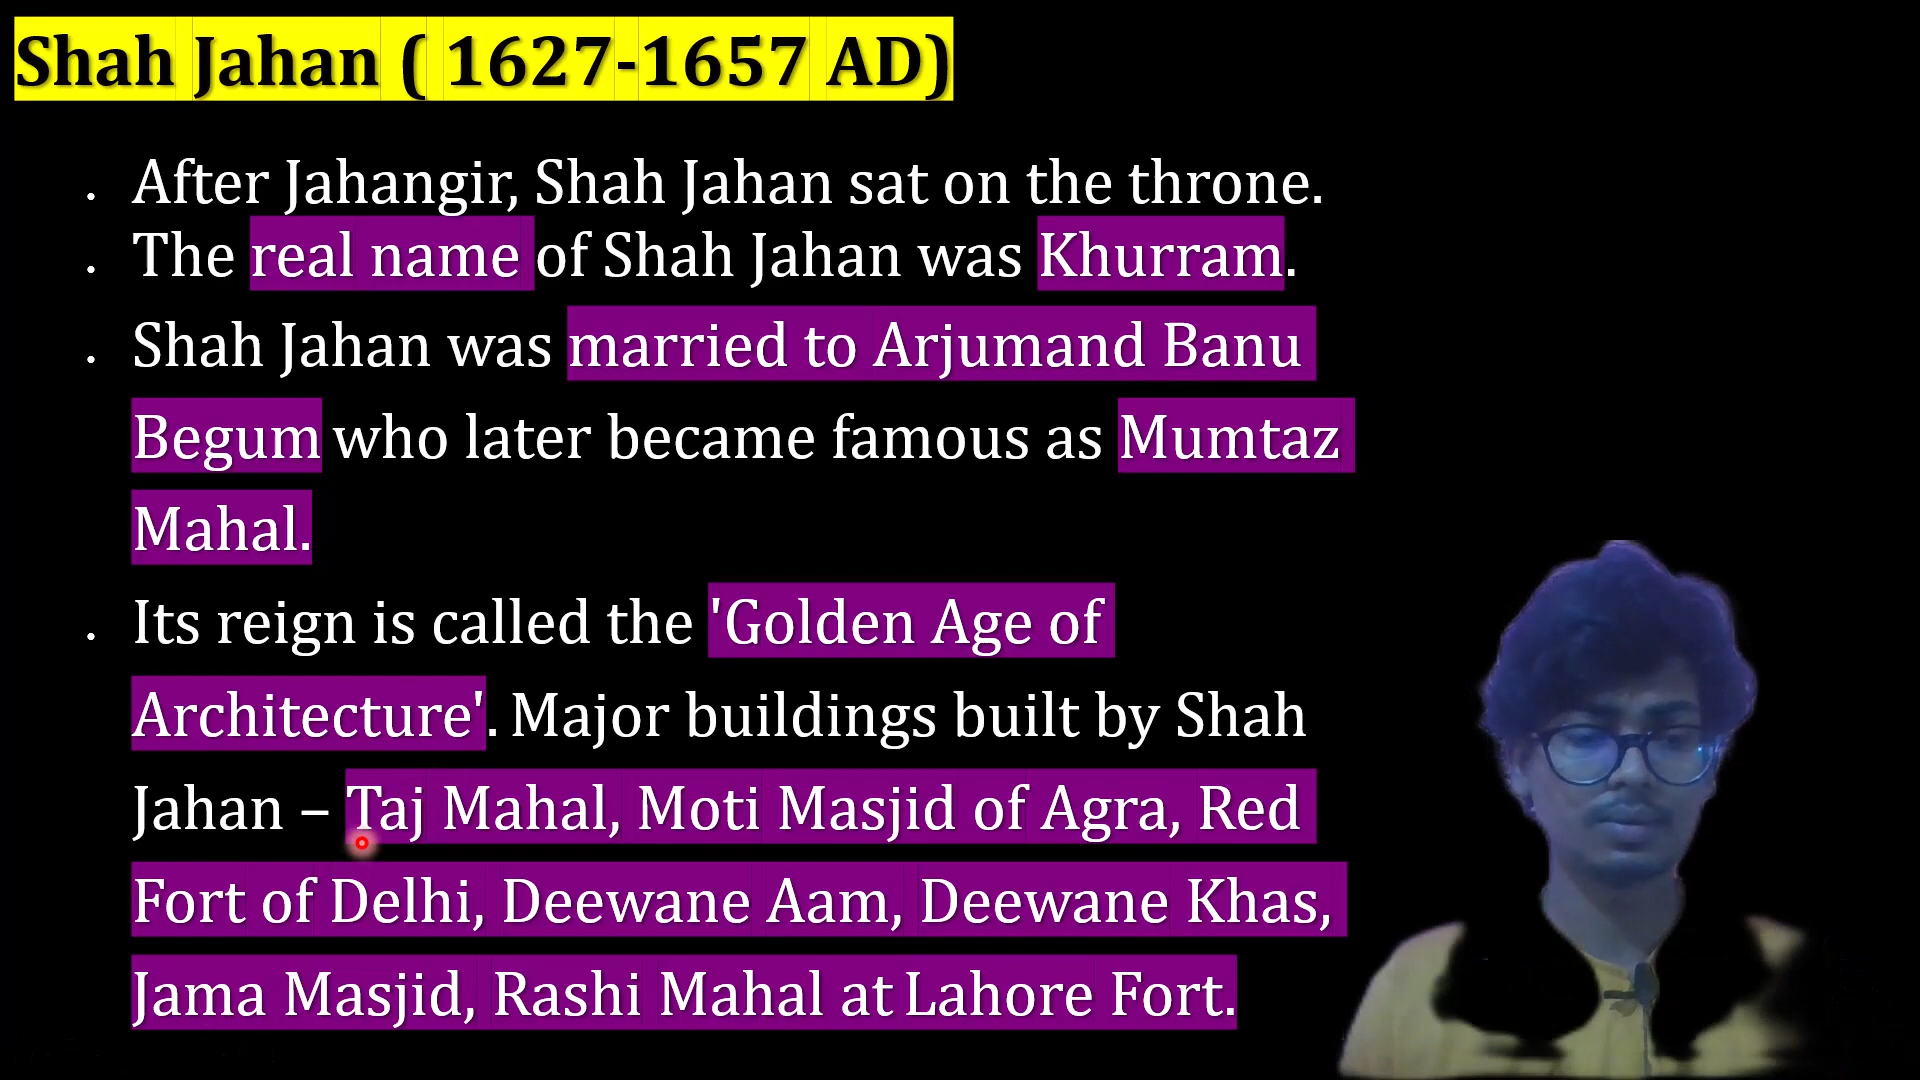 Shah Jahan ( 1627-1657 AD)
. After Jahangir, Shah Jahan sat on the throne.
. The real name of Shah Jahan was Khurram.
. Shah Jahan was married to Arjumand Banu
Begum who later became famous as Mumtaz
Mahal.
. Its reign is called the 'Golden Age of
Architecture'. Major buildings built by Shah
Jahan – Taj Mahal, Moti Masjid of Agra, Red
Fort of Delhi, Deewane Aam, Deewane Khas,
Jama Masjid, Rashi Mahal at Lahore Fort.